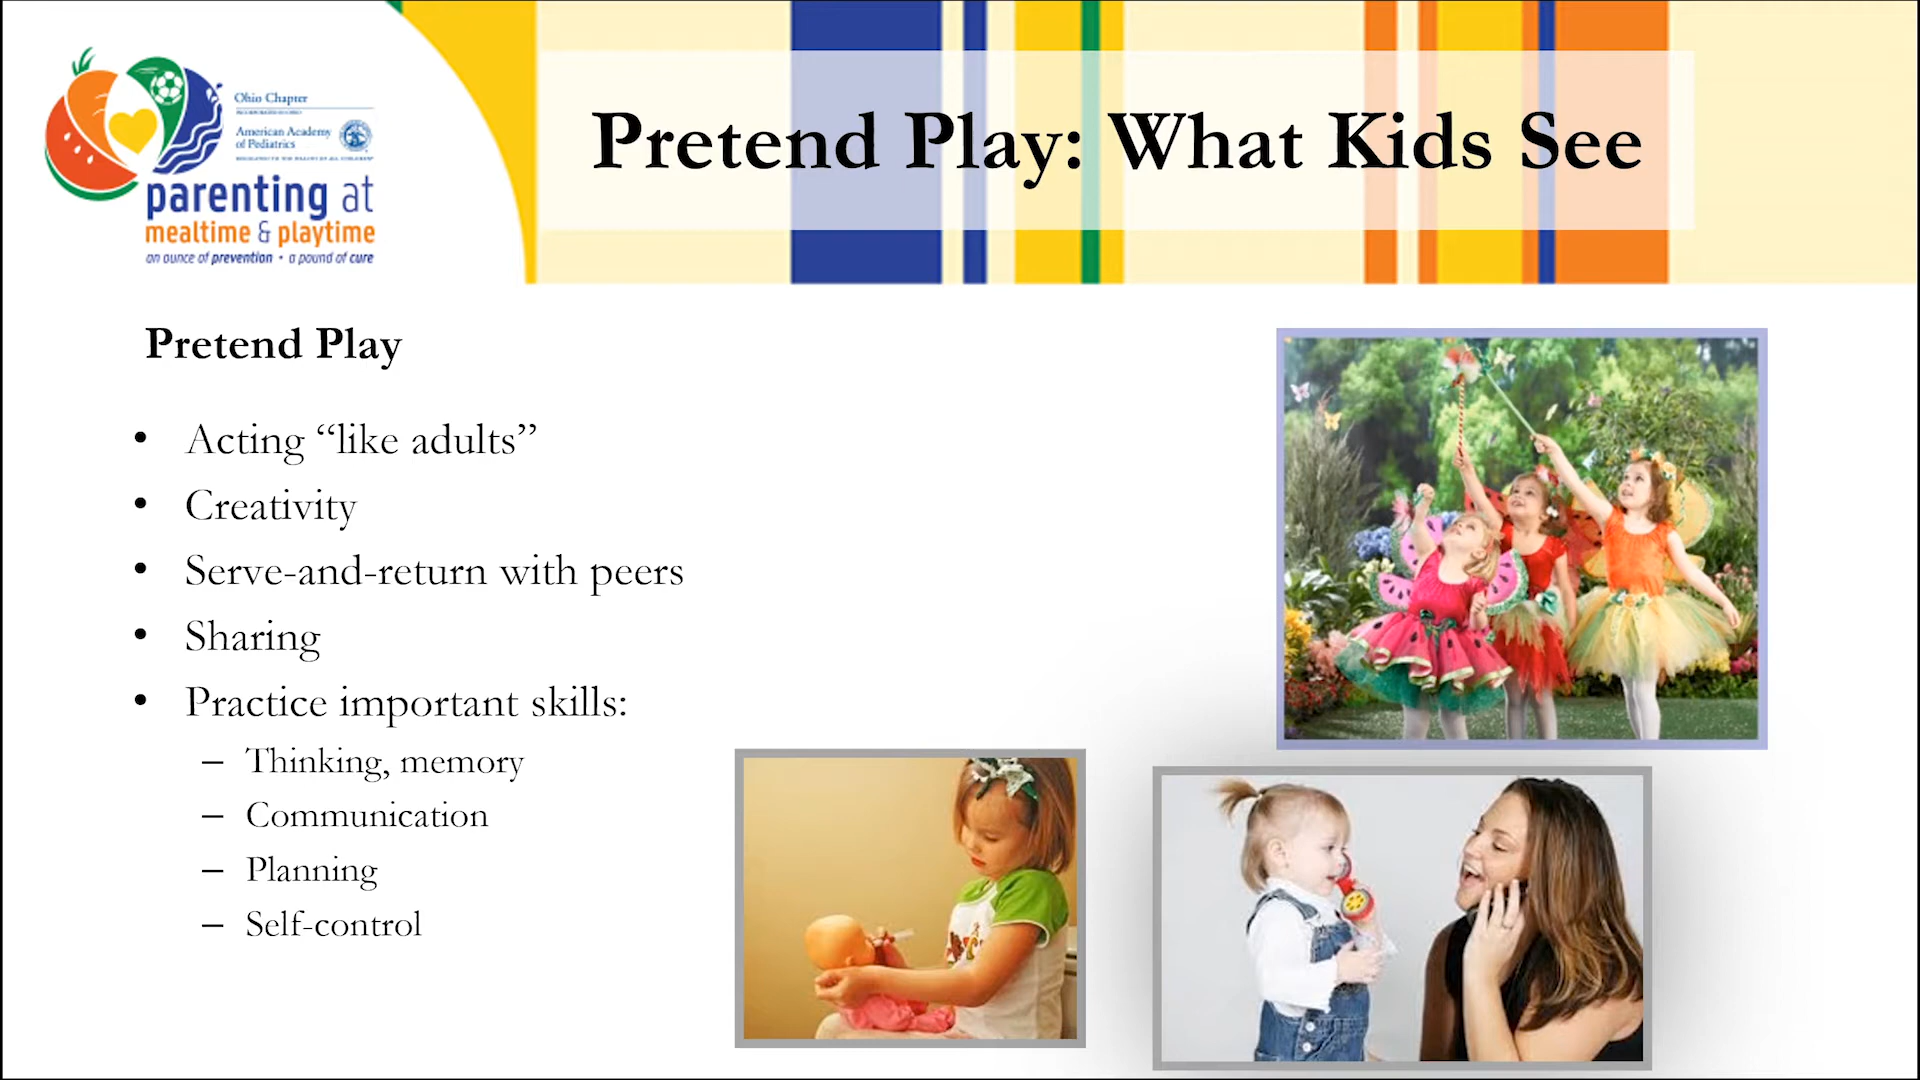 Ohio Chapter
American Academy
of Pediatrics
parenting at
mealtime & playtime
an ounce of prevention • a pound of cure
Pretend Play: What Kids See
Pretend Play
• Acting “like adults”
• Creativity
• Serve-and-return with peers
• Sharing
• Practice important skills:
– Thinking, memory
– Communication
– Planning
– Self-control